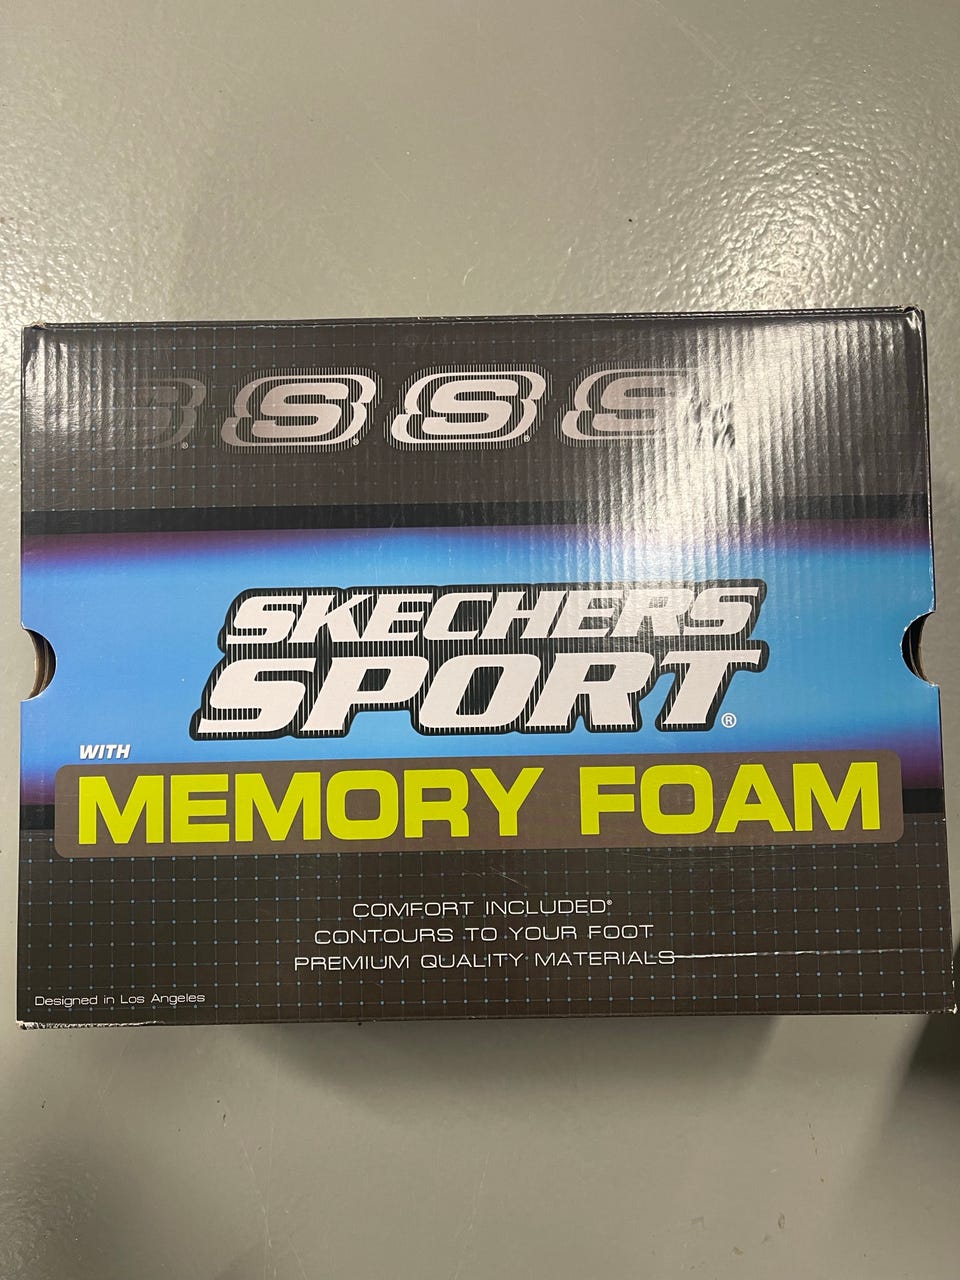 S S S S
SKECHERS
SPORT®
WITH
MEMORY FOAM
COMFORT INCLUDED®
CONTOURS TO YOUR FOOT
PREMIUM QUALITY MATERIALS
Designed in Los Angeles